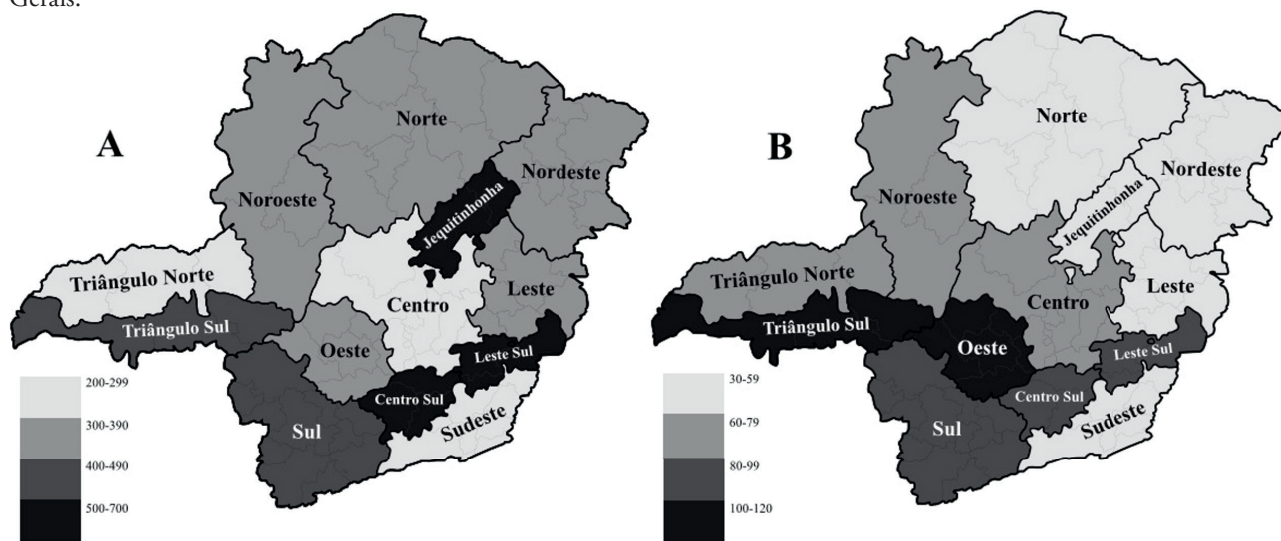 Gerais.
A
Norte
Nordeste
Noroeste
Jequitinhonha
Triângulo Norte
Centro
Leste
Triângulo Sul
Oeste
Leste Sul
Centro Sul
Sul
Sudeste
200-299
300-390
400-490
500-700
B
Norte
Nordeste
Noroeste
Jequitinhonha
Triângulo Norte
Centro
Leste
Triângulo Sul
Oeste
Leste Sul
Centro Sul
Sul
Sudeste
30-59
60-79
80-99
100-120